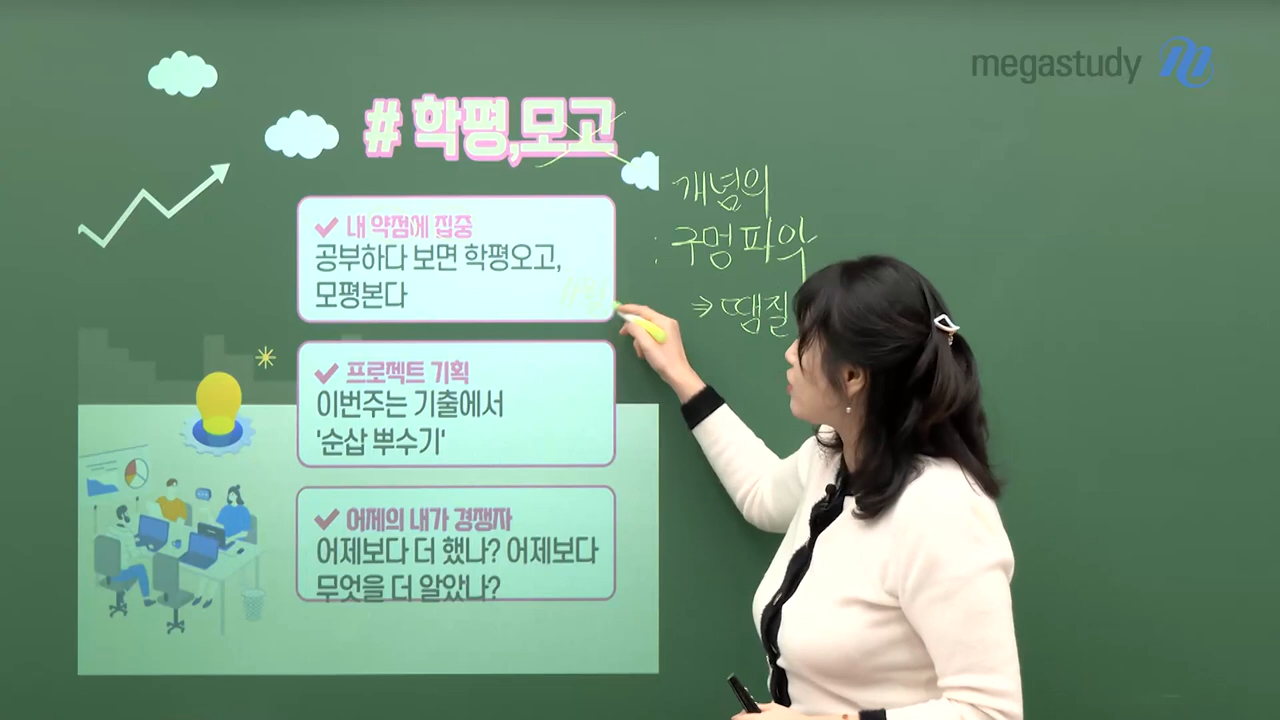 megastudy
# 학평,모고
개념의
: 구멍 파악
⇒ 땜질
✓ 내 약점에 집중
공부하다 보면 학평오고,
모평본다
✓ 프로젝트 기획
이번주는 기출에서
'순삽 뿌수기'
✓ 어제의 내가 경쟁자
어제보다 더 했나? 어제보다
무엇을 더 알았나?